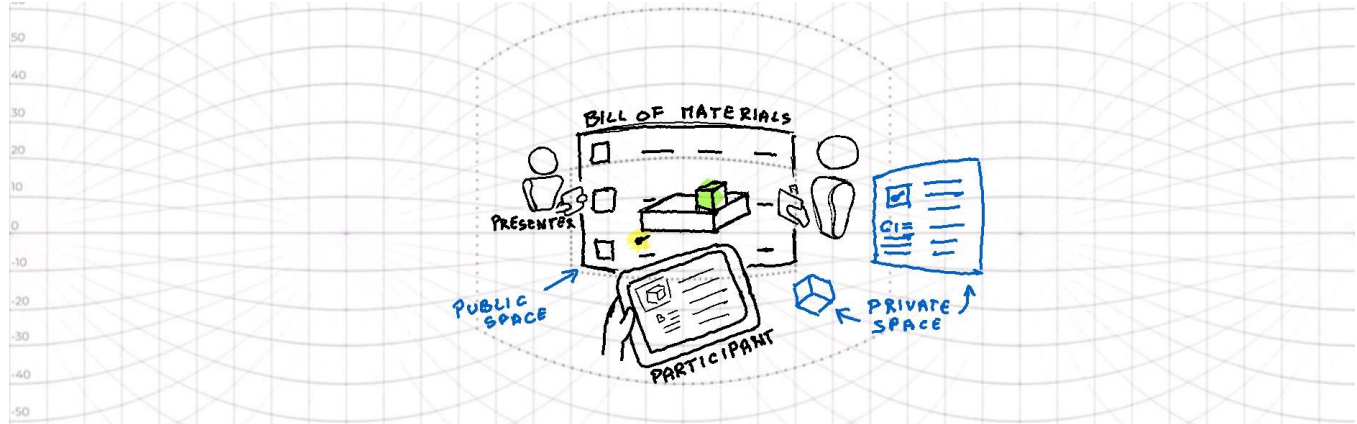 50
40
30
BILL OF MATERIALS
20
10
PRESENTER
0
C1=
-10
PUBLIC
SPACE
PRIVATE
SPACE
-20
B
-30
PARTICIPANT
-40
-50